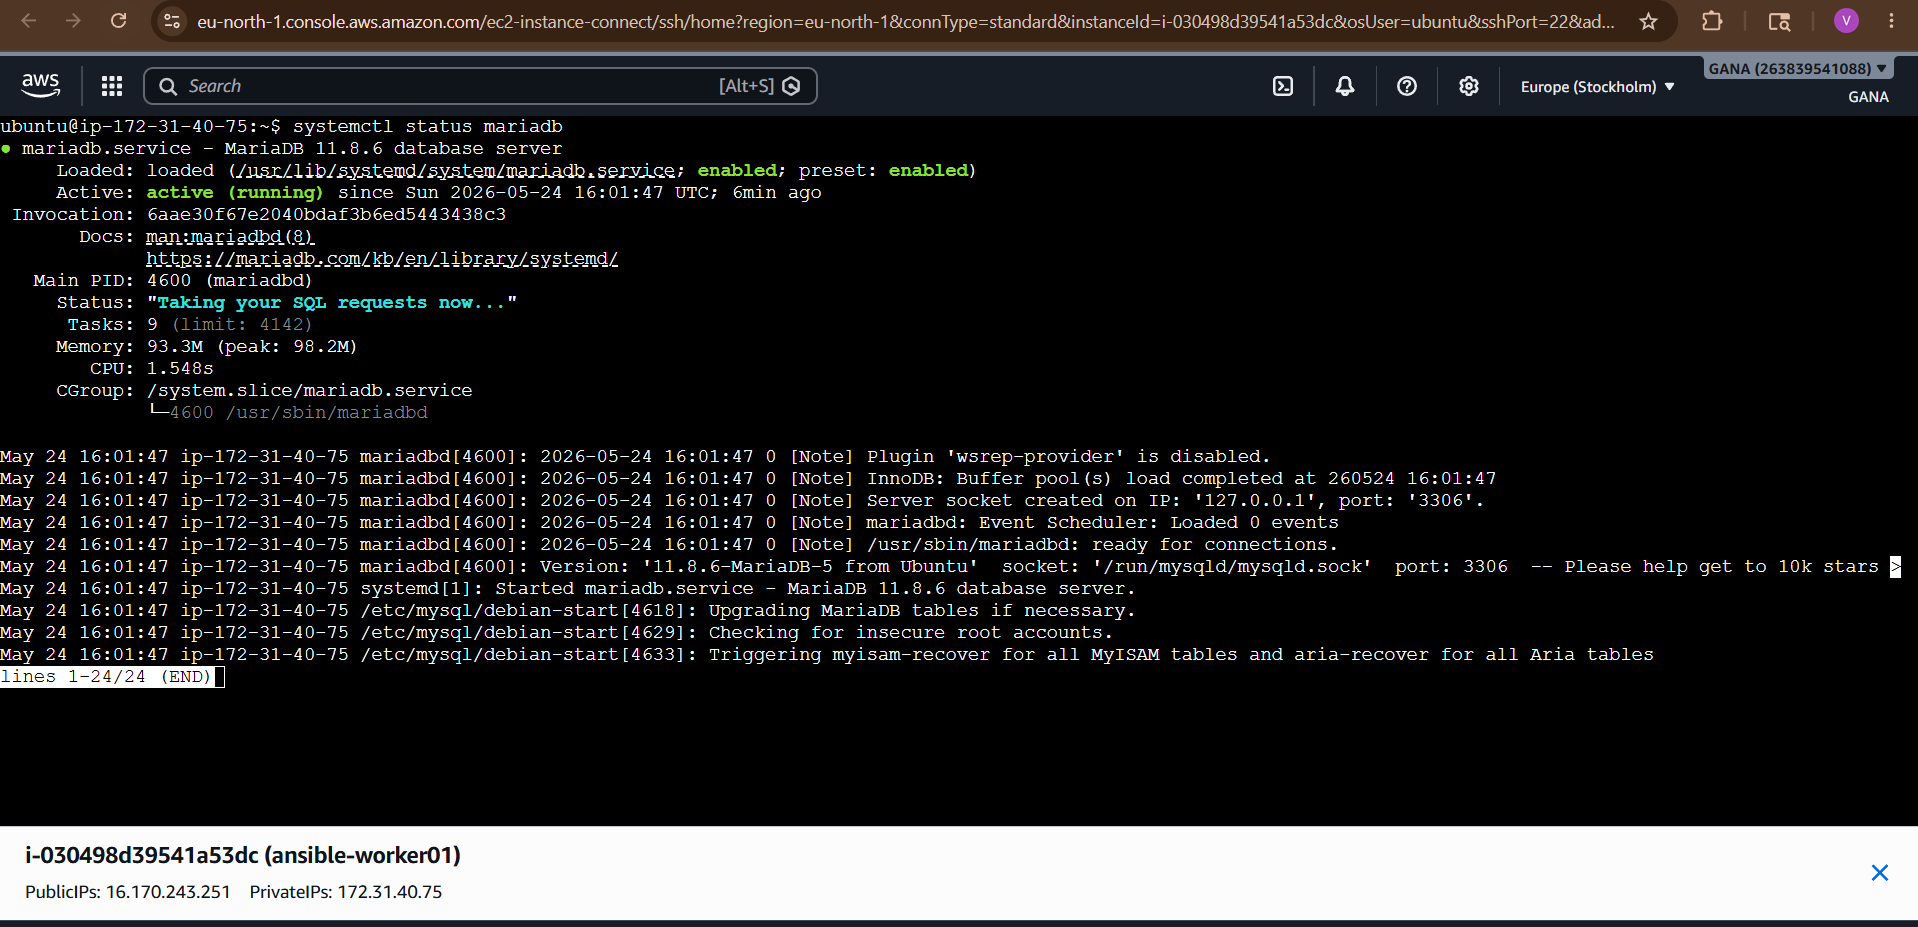 eu-north-1.console.aws.amazon.com/ec2-instance-connect/ssh/home?region=eu-north-1&connType=standard&instanceId=i-030498d39541a53dc&osUser=ubuntu&sshPort=22&ad...
V
aws
Search
[Alt+S]
Europe (Stockholm)
GANA (263839541088)
GANA
ubuntu@ip-172-31-40-75:~$ systemctl status mariadb
● mariadb.service - MariaDB 11.8.6 database server
Loaded: loaded (/usr/lib/systemd/system/mariadb.service; enabled; preset: enabled)
Active: active (running) since Sun 2026-05-24 16:01:47 UTC; 6min ago
Invocation: 6aae30f67e2040bdaf3b6ed5443438c3
Docs: man:mariadbd(8)
https://mariadb.com/kb/en/library/systemd/
Main PID: 4600 (mariadbd)
Status: "Taking your SQL requests now..."
Tasks: 9 (limit: 4142)
Memory: 93.3M (peak: 98.2M)
CPU: 1.548s
CGroup: /system.slice/mariadb.service
└─4600 /usr/sbin/mariadbd
May 24 16:01:47 ip-172-31-40-75 mariadbd[4600]: 2026-05-24 16:01:47 0 [Note] Plugin 'wsrep-provider' is disabled.
May 24 16:01:47 ip-172-31-40-75 mariadbd[4600]: 2026-05-24 16:01:47 0 [Note] InnoDB: Buffer pool(s) load completed at 260524 16:01:47
May 24 16:01:47 ip-172-31-40-75 mariadbd[4600]: 2026-05-24 16:01:47 0 [Note] Server socket created on IP: '127.0.0.1', port: '3306'.
May 24 16:01:47 ip-172-31-40-75 mariadbd[4600]: 2026-05-24 16:01:47 0 [Note] mariadbd: Event Scheduler: Loaded 0 events
May 24 16:01:47 ip-172-31-40-75 mariadbd[4600]: 2026-05-24 16:01:47 0 [Note] /usr/sbin/mariadbd: ready for connections.
May 24 16:01:47 ip-172-31-40-75 mariadbd[4600]: Version: '11.8.6-MariaDB-5 from Ubuntu'  socket: '/run/mysqld/mysqld.sock'  port: 3306  -- Please help get to 10k stars >
May 24 16:01:47 ip-172-31-40-75 systemd[1]: Started mariadb.service - MariaDB 11.8.6 database server.
May 24 16:01:47 ip-172-31-40-75 /etc/mysql/debian-start[4618]: Upgrading MariaDB tables if necessary.
May 24 16:01:47 ip-172-31-40-75 /etc/mysql/debian-start[4629]: Checking for insecure root accounts.
May 24 16:01:47 ip-172-31-40-75 /etc/mysql/debian-start[4633]: Triggering myisam-recover for all MyISAM tables and aria-recover for all Aria tables
lines 1-24/24 (END)
i-030498d39541a53dc (ansible-worker01)
PublicIPs: 16.170.243.251    PrivateIPs: 172.31.40.75